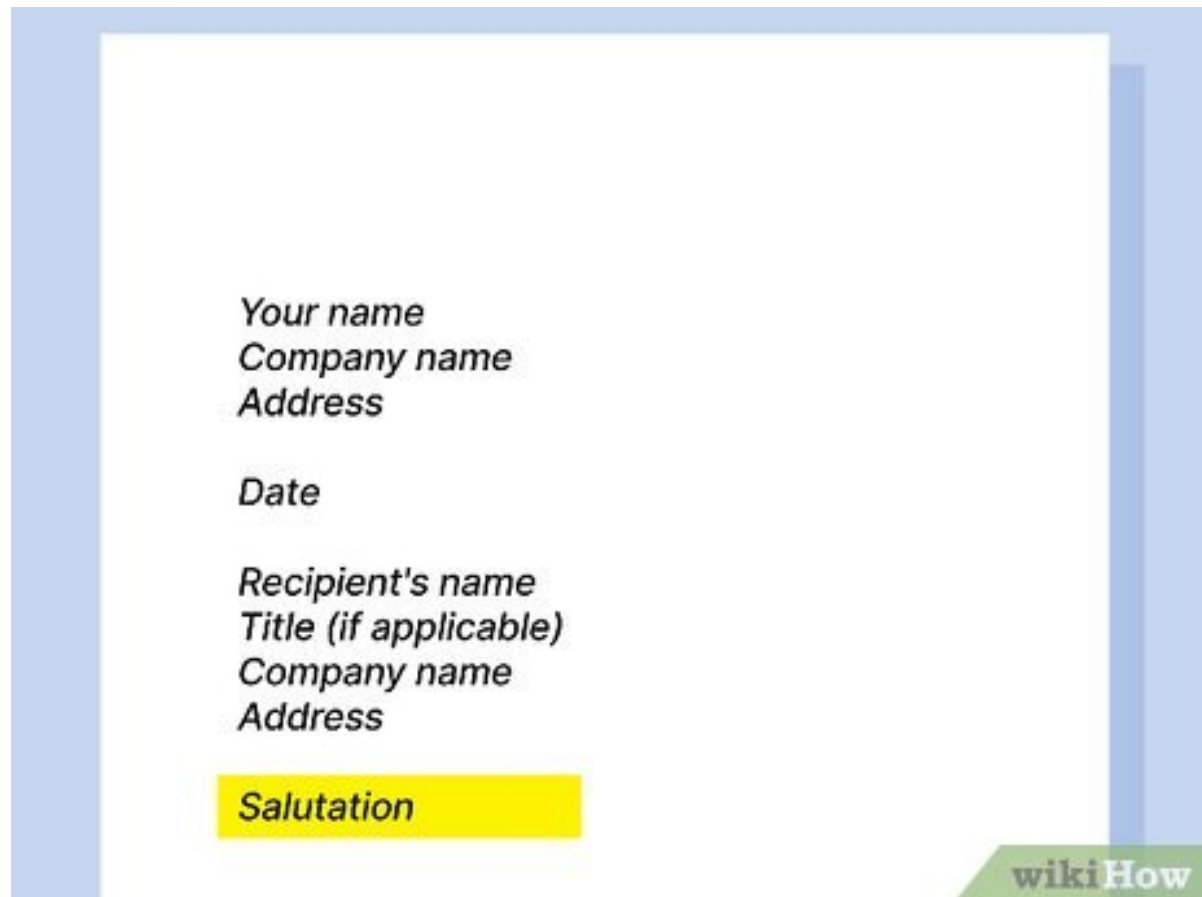 Your name
Company name
Address
Date
Recipient's name
Title (if applicable)
Company name
Address
Salutation
wikiHow